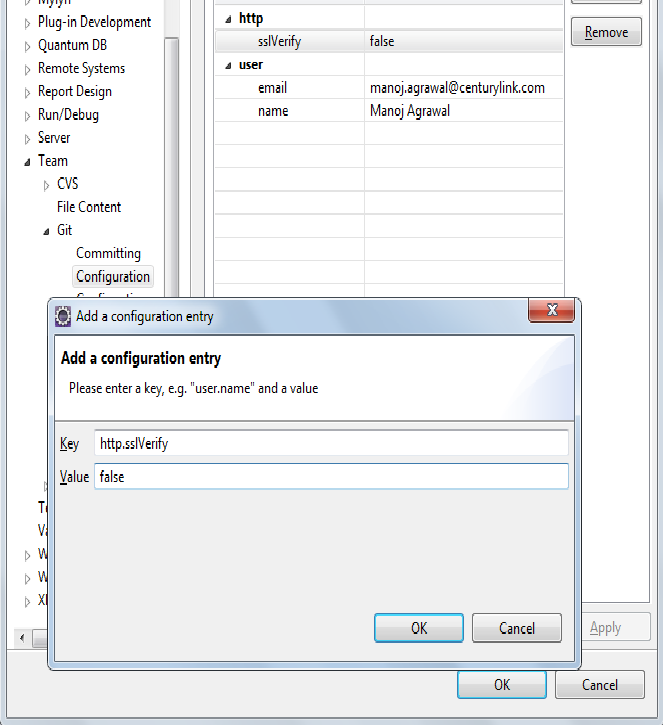 Mylyn
Plug-in Development
Quantum DB
Remote Systems
Report Design
Run/Debug
Server
Team
CVS
File Content
Git
Committing
Configuration
http
sslVerify false
user
email manoj.agrawal@centurylink.com
name Manoj Agrawal
Remove
Add a configuration entry
Add a configuration entry
Please enter a key, e.g. "user.name" and a value
Key http.sslVerify
Value false
OK Cancel
Apply
OK Cancel